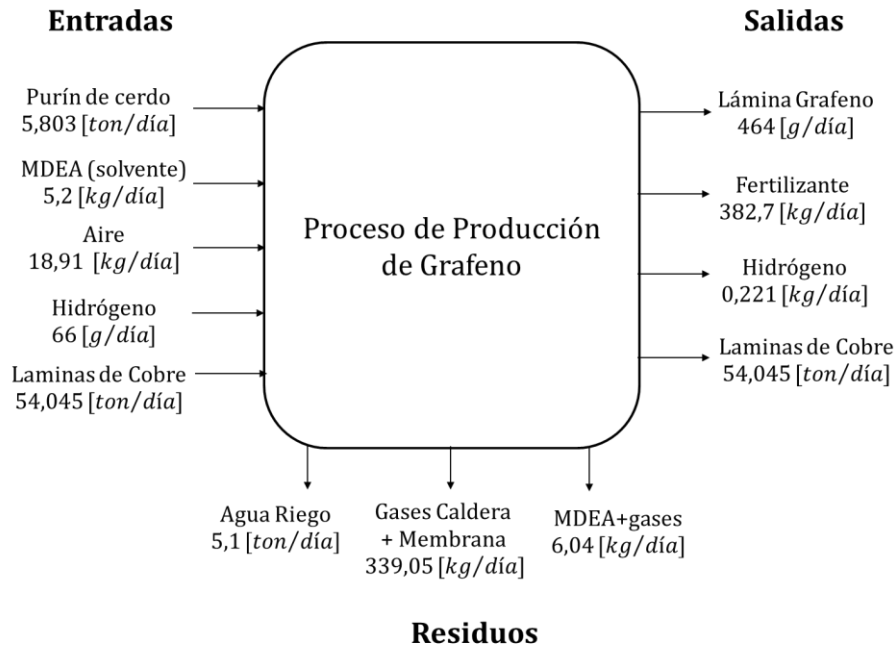 Entradas
Salidas
Purín de cerdo
5,803 [ton/día]
MDEA (solvente)
5,2 [kg/día]
Aire
18,91 [kg/día]
Hidrógeno
66 [g/día]
Laminas de Cobre
54,045 [ton/día]
Proceso de Producción
de Grafeno
Lámina Grafeno
464 [g/día]
Fertilizante
382,7 [kg/día]
Hidrógeno
0,221 [kg/día]
Laminas de Cobre
54,045 [ton/día]
Agua Riego
5,1 [ton/día]
Gases Caldera
+ Membrana
339,05 [kg/día]
MDEA+gases
6,04 [kg/día]
Residuos